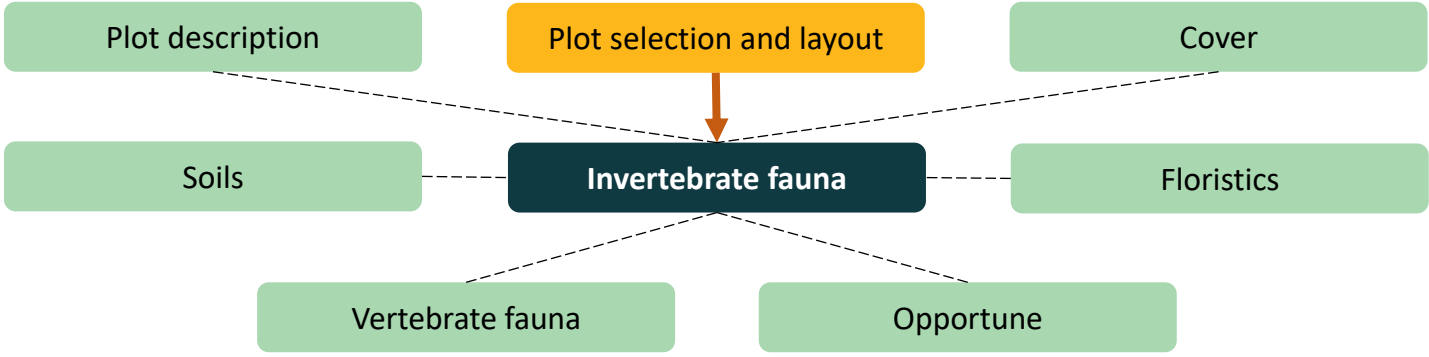 Plot description
Plot selection and layout
Cover
Soils
Invertebrate fauna
Floristics
Vertebrate fauna
Opportune